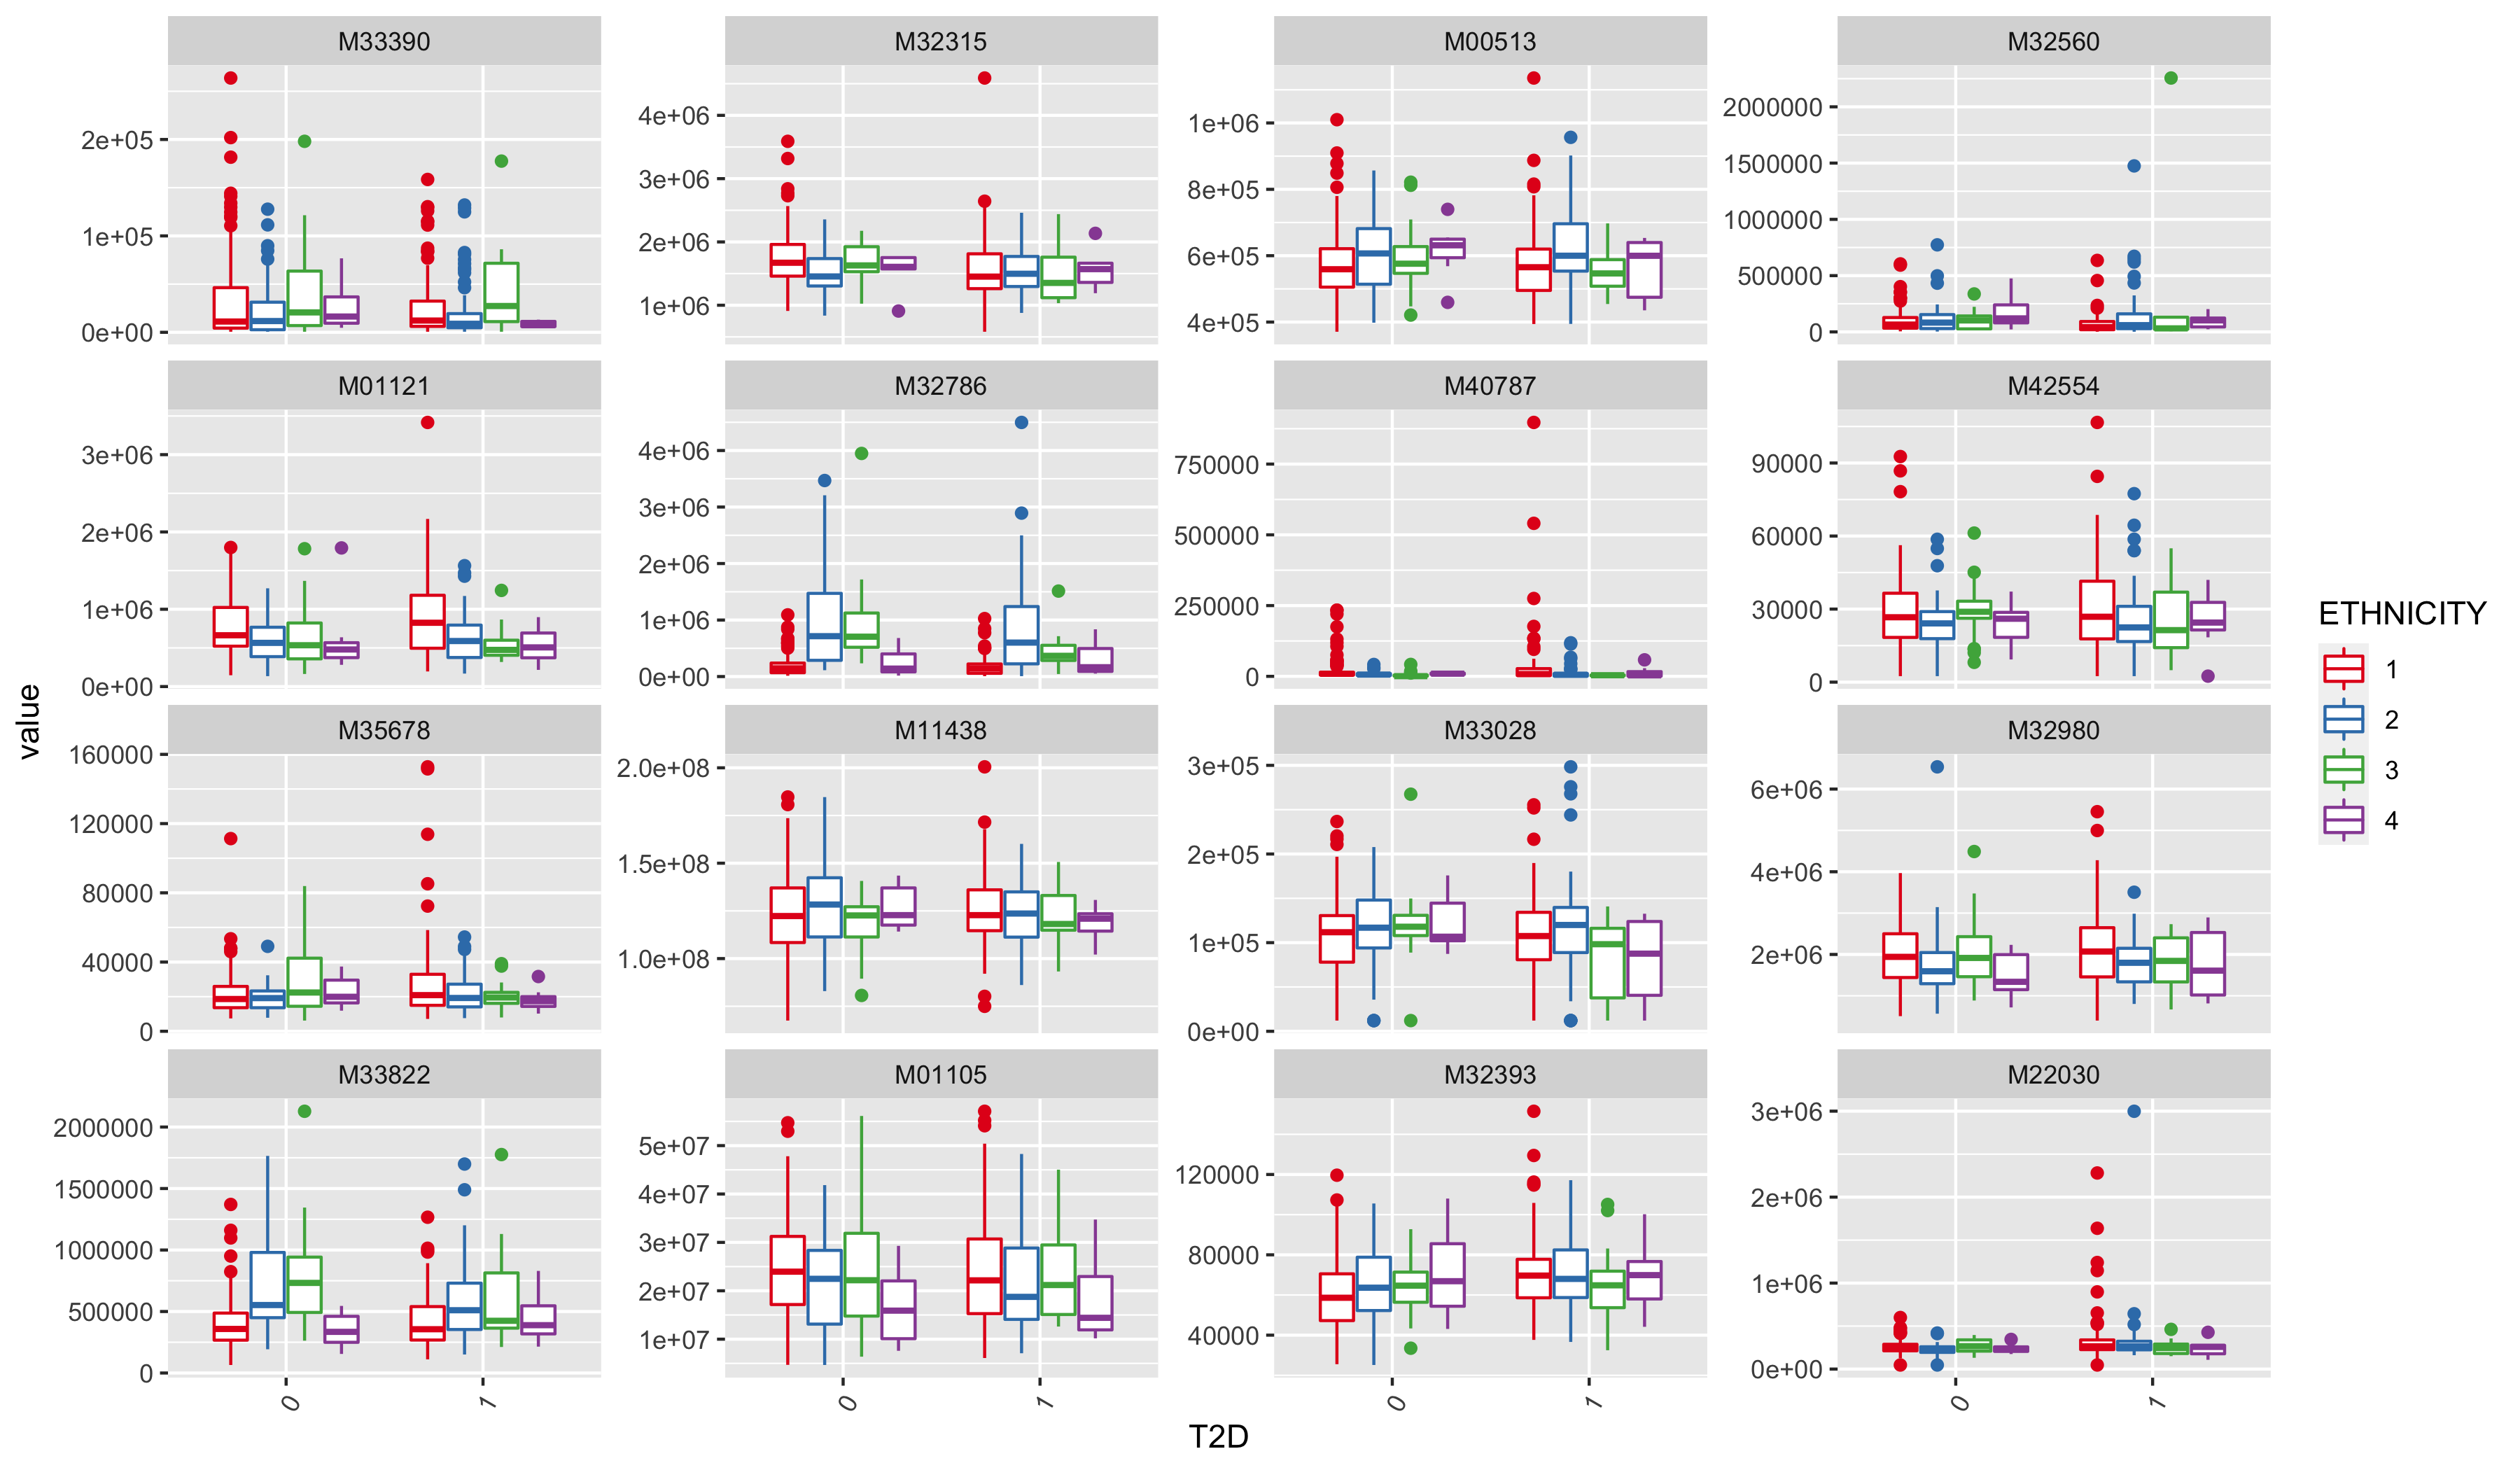 M33390 M32315 M00513 M32560
2e+05
1e+05
0e+00
4e+06
3e+06
2e+06
1e+06
1e+06
8e+05
6e+05
4e+05
2000000
1500000
1000000
500000
0
M01121 M32786 M40787 M42554
3e+06
2e+06
1e+06
0e+00
4e+06
3e+06
2e+06
1e+06
0e+00
750000
500000
250000
0
90000
60000
30000
0
M35678 M11438 M33028 M32980
160000
120000
80000
40000
0
2.0e+08
1.5e+08
1.0e+08
3e+05
2e+05
1e+05
0e+00
6e+06
4e+06
2e+06
M33822 M01105 M32393 M22030
2000000
1500000
1000000
500000
0
5e+07
4e+07
3e+07
2e+07
1e+07
120000
80000
40000
3e+06
2e+06
1e+06
0e+00
0 1 0 1 0 1 0 1
T2D
value
ETHNICITY
1
2
3
4